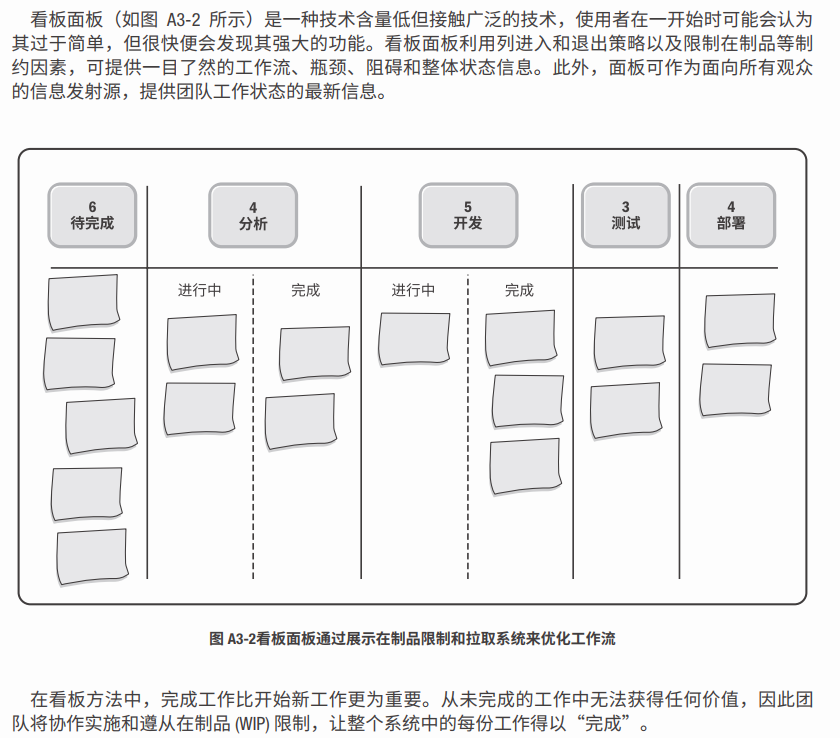 看板面板（如图 A3-2 所示）是一种技术含量低但接触广泛的技术，使用者在一开始时可能会认为
其过于简单，但很快便会发现其强大的功能。看板面板利用列进入和退出策略以及限制在制品等制
约因素，可提供一目了然的工作流、瓶颈、阻碍和整体状态信息。此外，面板可作为面向所有观众
的信息发射源，提供团队工作状态的最新信息。
6
待完成
4
分析
5
开发
3
测试
4
部署
进行中
完成
进行中
完成
图 A3-2看板面板通过展示在制品限制和拉取系统来优化工作流
在看板方法中，完成工作比开始新工作更为重要。从未完成的工作中无法获得任何价值，因此团
队将协作实施和遵从在制品 (WIP) 限制，让整个系统中的每份工作得以“完成”。